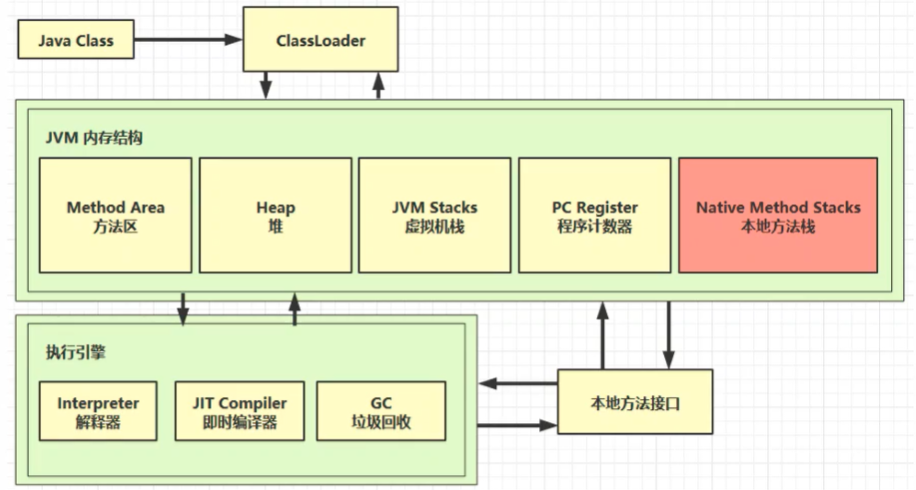 Java Class
ClassLoader
JVM 内存结构
Method Area
方法区
Heap
堆
JVM Stacks
虚拟机栈
PC Register
程序计数器
Native Method Stacks
本地方法栈
执行引擎
Interpreter
解释器
JIT Compiler
即时编译器
GC
垃圾回收
本地方法接口